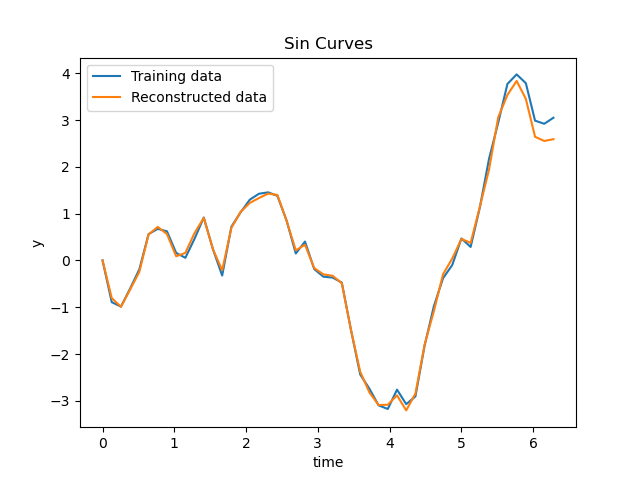 Sin Curves
Training data
Reconstructed data
4
3
2
1
0
−1
−2
−3
y
0 1 2 3 4 5 6
time